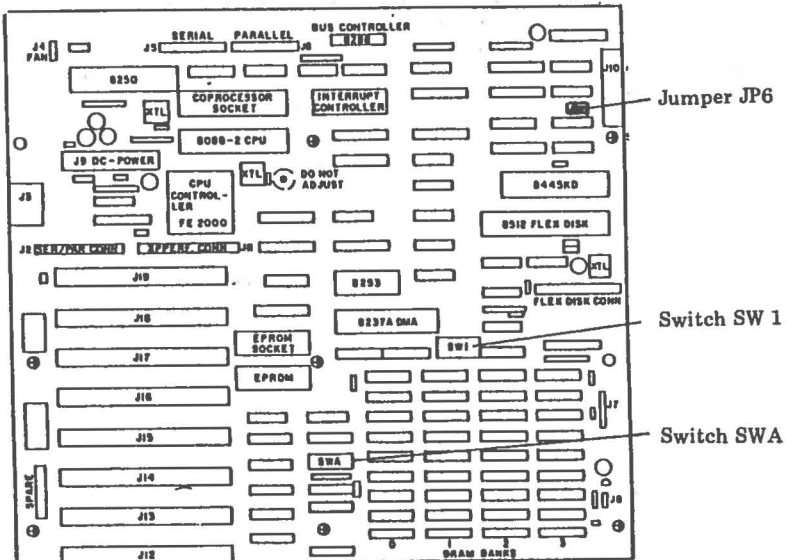 SERIAL PARALLEL
BUS CONTROLLER
J4
FAN
J5
J6
8288
J10
8250
COPROCESSOR
SOCKET
INTERRUPT
CONTROLLER
Jumper JP6
XTL
8088-2 CPU
J9 DC-POWER
XTL
DO NOT
ADJUST
J3
CPU
CONTROL-
LER
FE 2000
8445KD
8512 FLEX DISK
J2 SER/PAR CONN
XTL
J19
8253
FLEX DISK CONN
J18
8237A DMA
Switch SW 1
EPROM
SOCKET
SW1
J17
EPROM
J16
J7
J15
Switch SWA
SWA
J14
SPARE
J8
J13
0 1 2 3
DRAM BANKS
J12